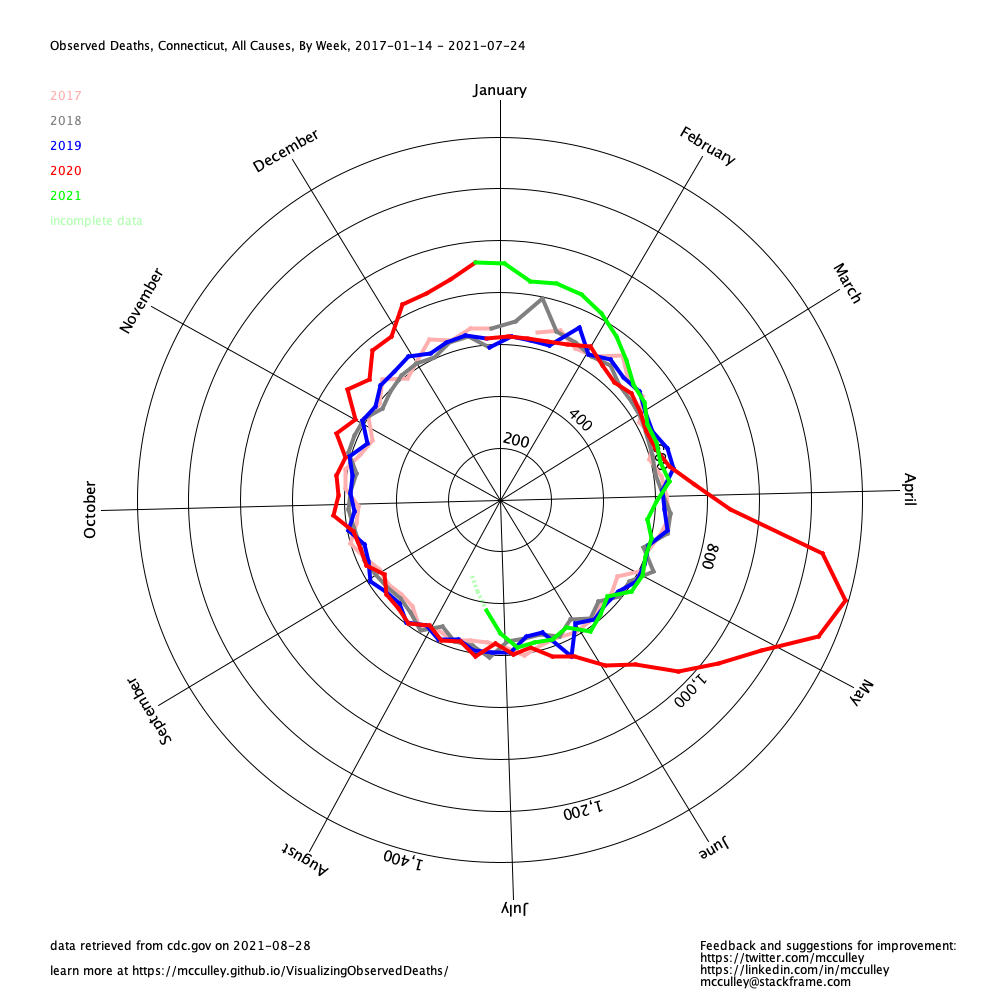 Observed Deaths, Connecticut, All Causes, By Week, 2017-01-14 - 2021-07-24
January
2017
2018
2019
2020
2021
incomplete data
December
February
November
March
October
April
200
400
800
1,000
1,200
1,400
September
May
August
June
July
data retrieved from cdc.gov on 2021-08-28
learn more at https://mcculley.github.io/VisualizingObservedDeaths/
Feedback and suggestions for improvement:
https://twitter.com/mcculley
https://linkedin.com/in/mcculley
mcculley@stackframe.com